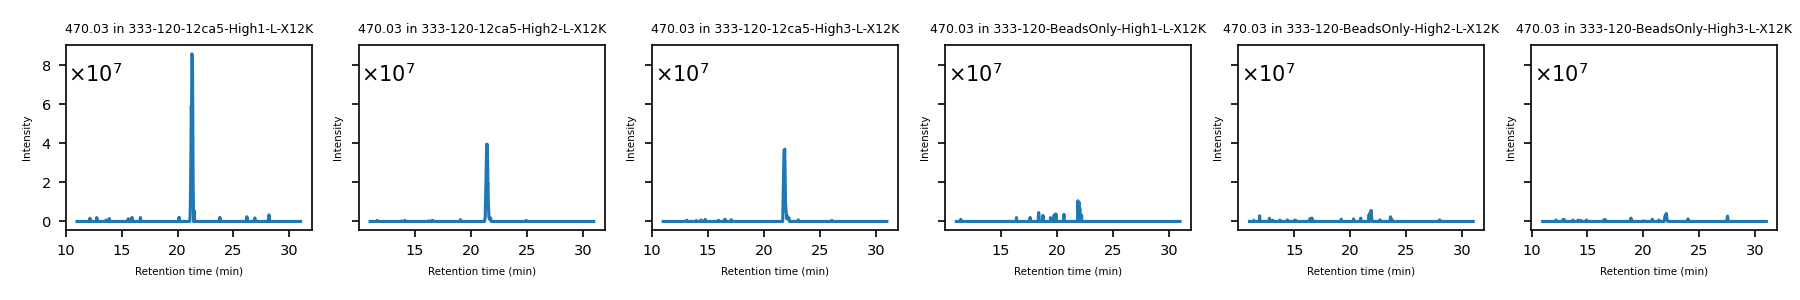 470.03 in 333-120-12ca5-High1-L-X12K
470.03 in 333-120-12ca5-High2-L-X12K
470.03 in 333-120-12ca5-High3-L-X12K
470.03 in 333-120-BeadsOnly-High1-L-X12K
470.03 in 333-120-BeadsOnly-High2-L-X12K
470.03 in 333-120-BeadsOnly-High3-L-X12K
×10⁷
×10⁷
×10⁷
×10⁷
×10⁷
×10⁷
8
6
4
2
0
Intensity
Intensity
Intensity
Intensity
Intensity
Intensity
10 15 20 25 30
15 20 25 30
15 20 25 30
15 20 25 30
15 20 25 30
10 15 20 25 30
Retention time (min)
Retention time (min)
Retention time (min)
Retention time (min)
Retention time (min)
Retention time (min)